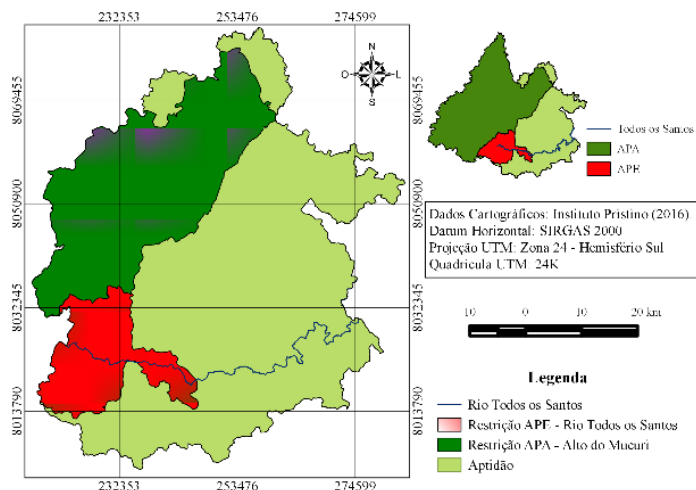 232353 253476 274599
N
O L
S
8069455
8050900
8032345
8013790
8069455
8050900
8032345
8013790
232353 253476 274599
Todos os Santos
APA
APE
Dados Cartográficos: Instituto Prístino (2016)
Datum Horizontal: SIRGAS 2000
Projeção UTM: Zona 24 - Hemisfério Sul
Quadrícula UTM: 24K
10 0 10 20 km
Legenda
Rio Todos os Santos
Restrição APE - Rio Todos os Santos
Restrição APA - Alto do Mucuri
Aptidão